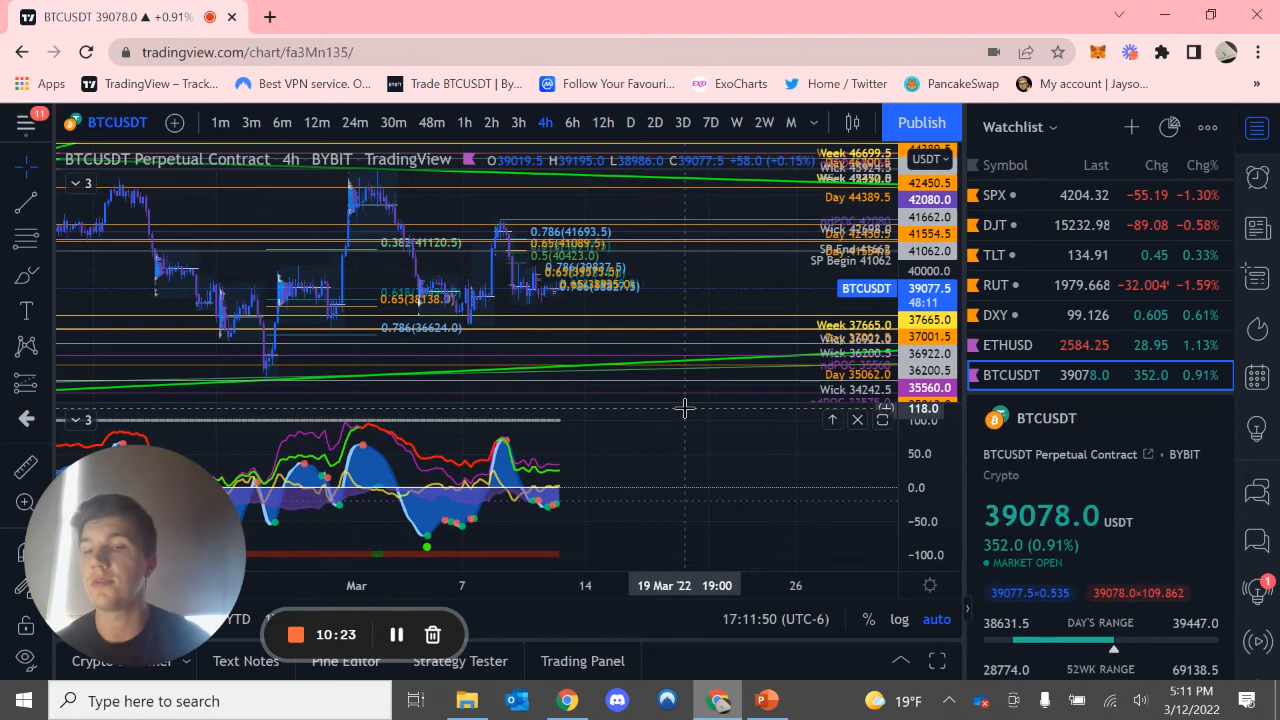 BTCUSDT 39078.0 ▲ +0.91%
tradingview.com/chart/fa3Mn135/
Apps
TradingView – Track...
Best VPN service. O...
Trade BTCUSDT | By...
Follow Your Favouri...
ExoCharts
Home / Twitter
PancakeSwap
My account | Jayso...
»
11
BTCUSDT
1m 3m 6m 12m 24m 30m 48m 1h 2h 3h 4h 6h 12h D 2D 3D 7D W 2W M
Publish
BTCUSDT Perpetual Contract · 4h · BYBIT · TradingView
O39019.5 H39195.0 L38986.0 C39077.5 +58.0 (+0.15%)
3
USDT
Week 46699.5
42450.5
42080.0
Day 44389.5
41662.0
41554.5
SP End 41662
SP Begin 41062
41062.0
0.786(41693.5)
0.65(41089.5)
0.5(40423.0)
0.382(41120.5)
40000.0
BTCUSDT
39077.5
48:11
0.65(38138.0)
0.786(36624.0)
Week 37665.0
37665.0
37001.5
Wick 36922.0
36922.0
Wick 36200.5
36200.5
Day 35062.0
35560.0
Wick 34242.5
3
118.0
100.0
50.0
0.0
−50.0
−100.0
Mar
7
14
19 Mar '22 19:00
26
YTD
17:11:50 (UTC-6)
%
log
auto
10:23
Text Notes
Pine Editor
Strategy Tester
Trading Panel
Watchlist
Symbol Last Chg Chg%
SPX 4204.32 −55.19 −1.30%
DJT 15232.98 −89.08 −0.58%
TLT 134.91 0.45 0.33%
RUT 1979.668 −32.004 −1.59%
DXY 99.126 0.605 0.61%
ETHUSD 2584.25 28.95 1.13%
BTCUSDT 39078.0 352.0 0.91%
BTCUSDT
BTCUSDT Perpetual Contract · BYBIT
Crypto
39078.0 USDT
352.0 (0.91%)
MARKET OPEN
39077.5×0.535
39078.0×109.862
38631.5 DAY'S RANGE 39447.0
28774.0 52WK RANGE 69138.5
1
Type here to search
19°F
5:11 PM
3/12/2022